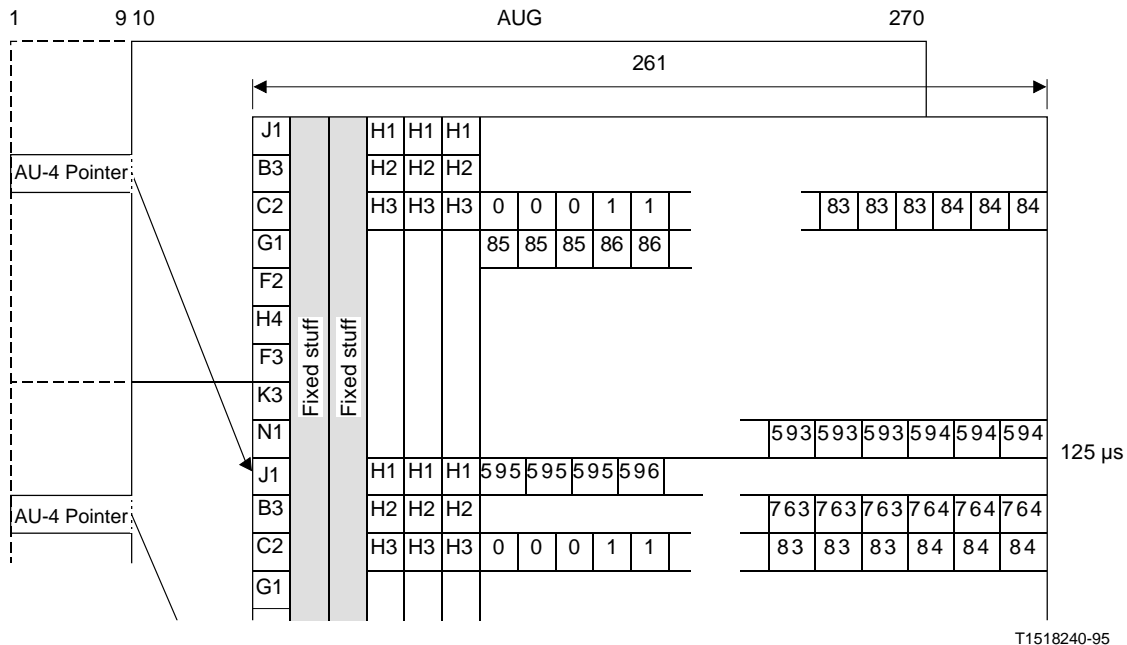 1 9 10 AUG 270
261
J1 H1 H1 H1
AU-4 Pointer B3 H2 H2 H2
C2 H3 H3 H3 0 0 0 1 1 83 83 83 84 84 84
G1 85 85 85 86 86
F2
H4
F3
Fixed stuff
Fixed stuff
K3
N1 593 593 593 594 594 594
125 μs
J1 H1 H1 H1 595 595 595 596
AU-4 Pointer B3 H2 H2 H2 763 763 763 764 764 764
C2 H3 H3 H3 0 0 0 1 1 83 83 83 84 84 84
G1
T1518240-95